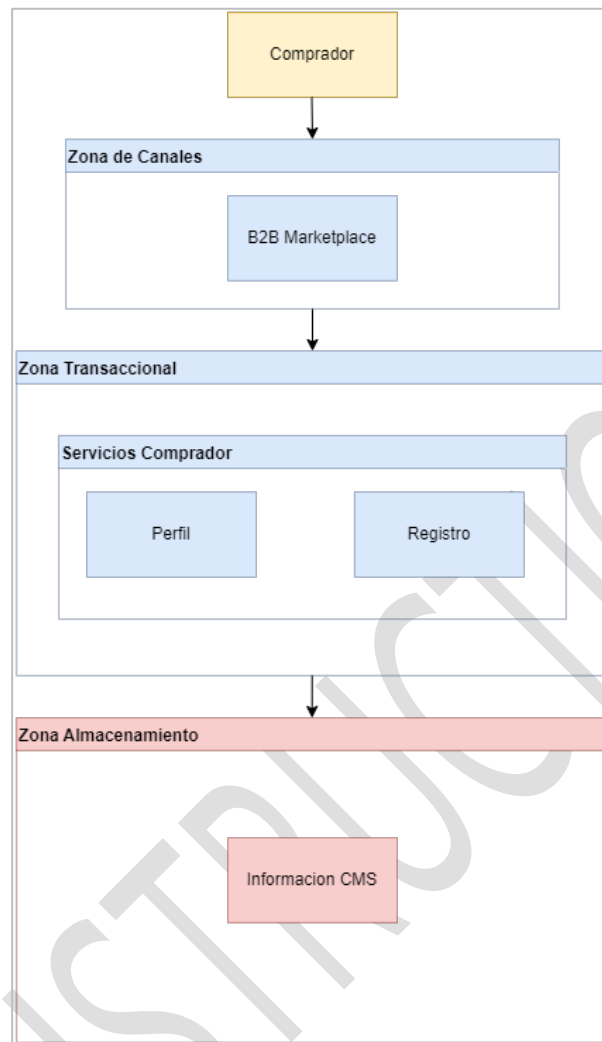 Comprador
Zona de Canales
B2B Marketplace
Zona Transaccional
Servicios Comprador
Perfil
Registro
Zona Almacenamiento
Informacion CMS